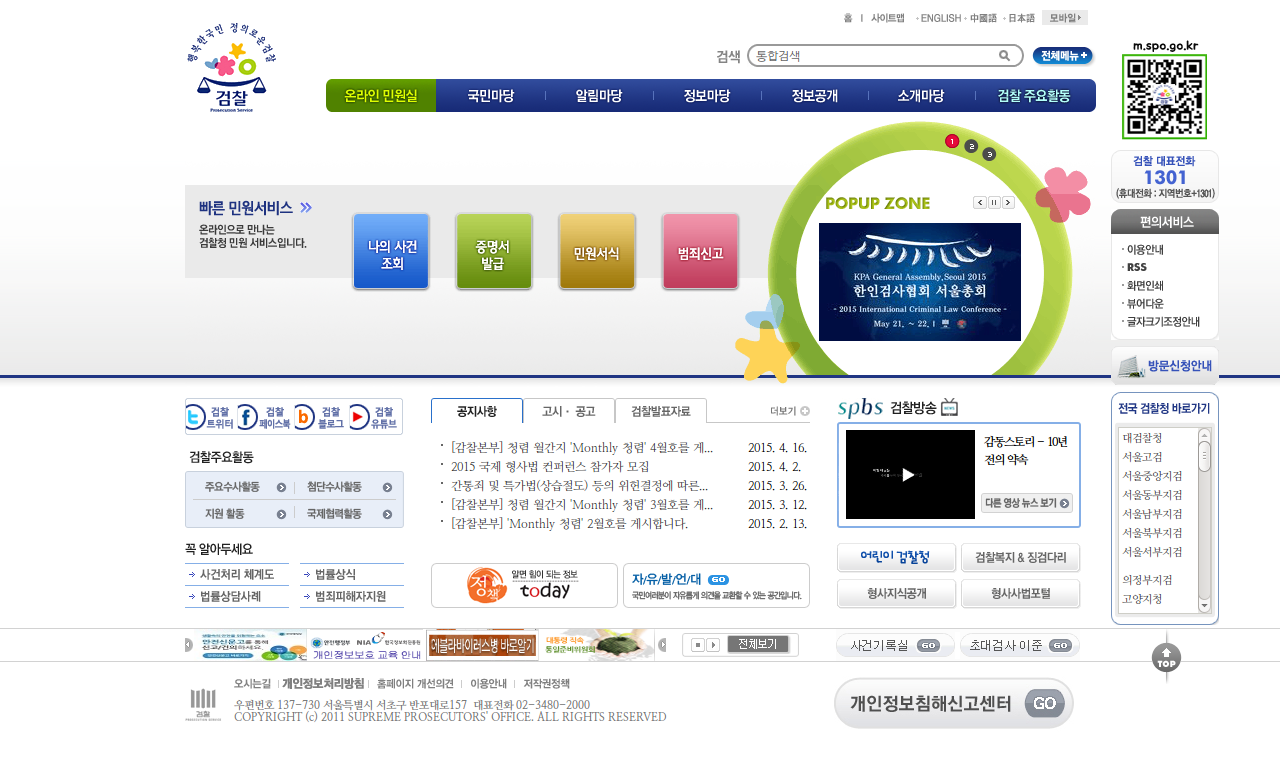 행복한국민 정의로운검찰
검찰
Prosecution Service
홈 | 사이트맵 · ENGLISH · 中國語 · 日本語 모바일
검색 통합검색 전체메뉴 +
온라인 민원실 국민마당 알림마당 정보마당 정보공개 소개마당 검찰 주요활동
m.spo.go.kr
검찰 대표전화
1301
(휴대전화 : 지역번호+1301)
편의서비스
· 이용안내
· RSS
· 화면인쇄
· 뷰어다운
· 글자크기조정안내
방문신청안내
빠른 민원서비스
온라인으로 만나는
검찰청 민원 서비스입니다.
나의 사건
조회
증명서
발급
민원서식
범죄신고
1 2 3
POPUP ZONE
KPA General Assembly, Seoul 2015
한인검사협회 서울총회
- 2015 International Criminal Law Conference -
May 21. ~ 22. |
검찰
트위터
검찰
페이스북
검찰
블로그
검찰
유튜브
검찰주요활동
주요수사활동 첨단수사활동
지원 활동 국제협력활동
꼭 알아두세요
사건처리 체계도 법률상식
법률상담사례 범죄피해자지원
공지사항 고시 · 공고 검찰발표자료 더보기
· [감찰본부] 청렴 월간지 'Monthly 청렴' 4월호를 게... 2015. 4. 16.
· 2015 국제 형사법 컨퍼런스 참가자 모집 2015. 4. 2.
· 간통죄 및 특가법(상습절도) 등의 위헌결정에 따른... 2015. 3. 26.
· [감찰본부] 청렴 월간지 'Monthly 청렴' 3월호를 게... 2015. 3. 12.
· [감찰본부] 'Monthly 청렴' 2월호를 게시합니다. 2015. 2. 13.
정책
알면 힘이 되는 정보
today
자/유/발/언/대 GO
국민여러분이 자유롭게 의견을 교환할 수 있는 공간입니다.
spbs 검찰방송
감동스토리 - 10년
전의 약속
다른 영상 뉴스 보기
어린이 검찰청 검찰복지 & 징검다리
형사지식공개 형사사법포털
전국 검찰청 바로가기
대검찰청
서울고검
서울중앙지검
서울동부지검
서울남부지검
서울북부지검
서울서부지검
의정부지검
고양지청
안전신문고를 통해
신고/건의하세요.
안전행정부 NIA 한국정보화진흥원
개인정보보호 교육 안내
에볼라바이러스병 바로알기
대통령 직속
통일준비위원회
전체보기
사건기록실 GO 초대검사 이준 GO
TOP
검찰
PROSECUTION SERVICE
오시는길 | 개인정보처리방침 | 홈페이지 개선의견 | 이용안내 | 저작권정책
우편번호 137-730 서울특별시 서초구 반포대로157 대표전화 02-3480-2000
COPYRIGHT (c) 2011 SUPREME PROSECUTORS' OFFICE. ALL RIGHTS RESERVED
개인정보침해신고센터 GO